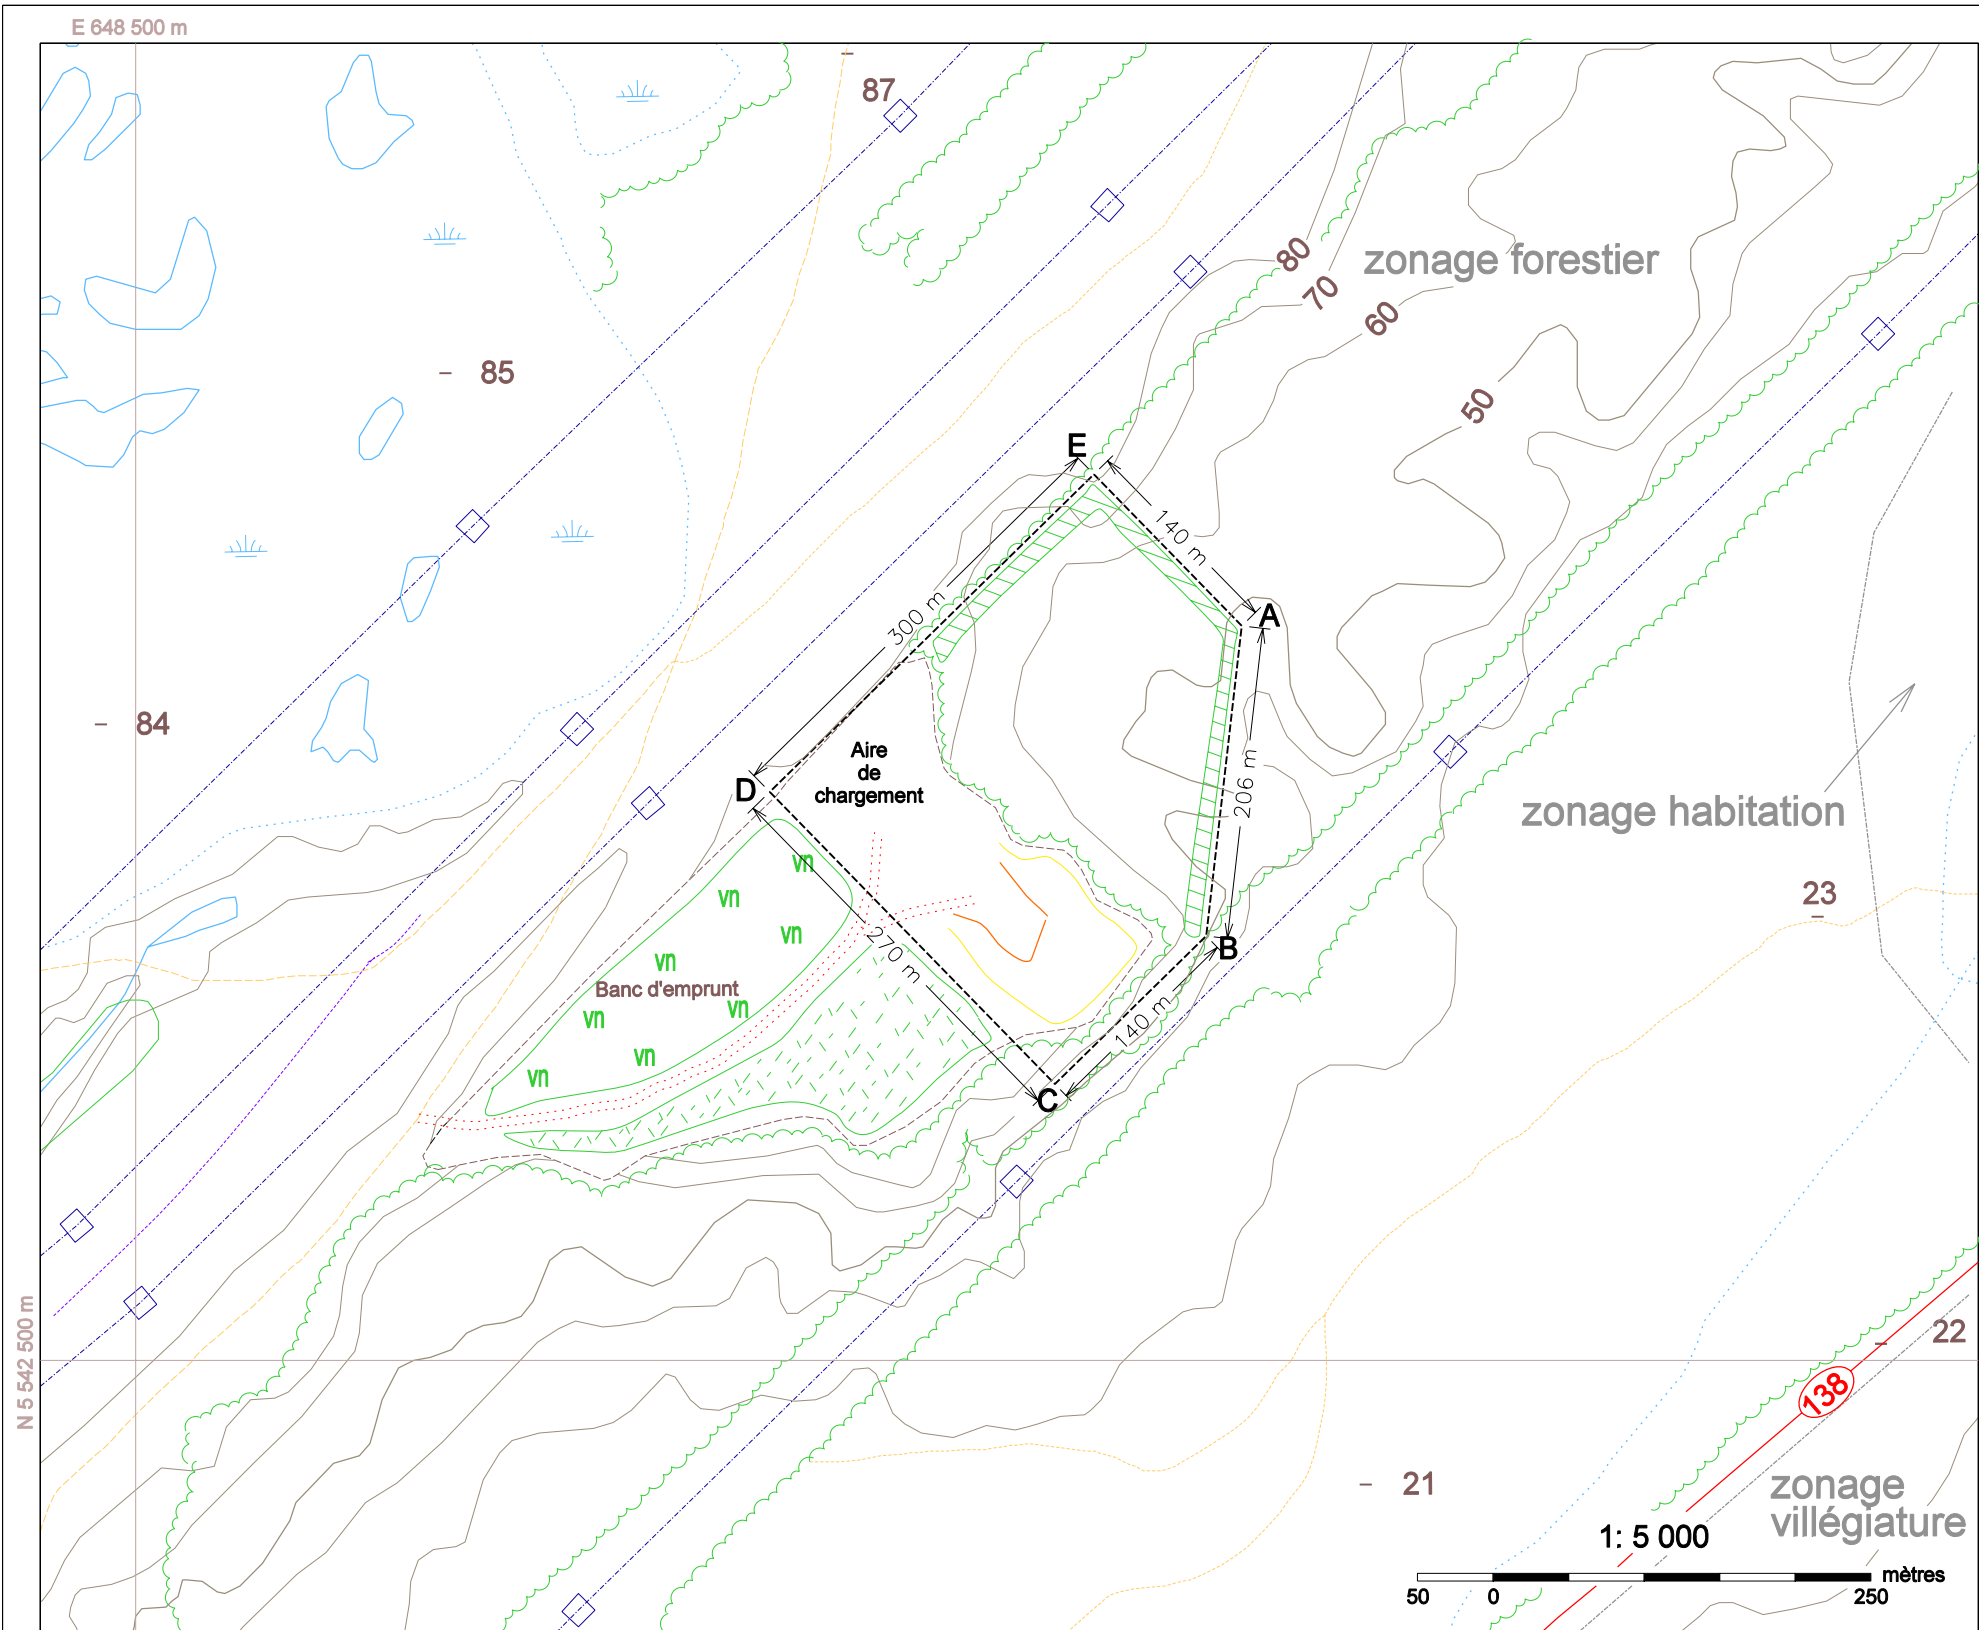 E 648 500 m
87
80
zonage forestier
70
60
85
50
E
140 m
A
300 m
84
Aire
de
chargement
D
206 m
zonage habitation
vn
vn
23
vn
270 m
B
vn
Banc d'emprunt
vn
vn
140 m
vn
vn
C
N 5 542 500 m
22
138
21
zonage
villégiature
1: 5 000
mètres
50 0 250